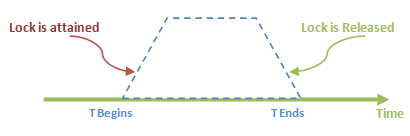 Lock is attained
Lock is Released
T Begins
T Ends
Time